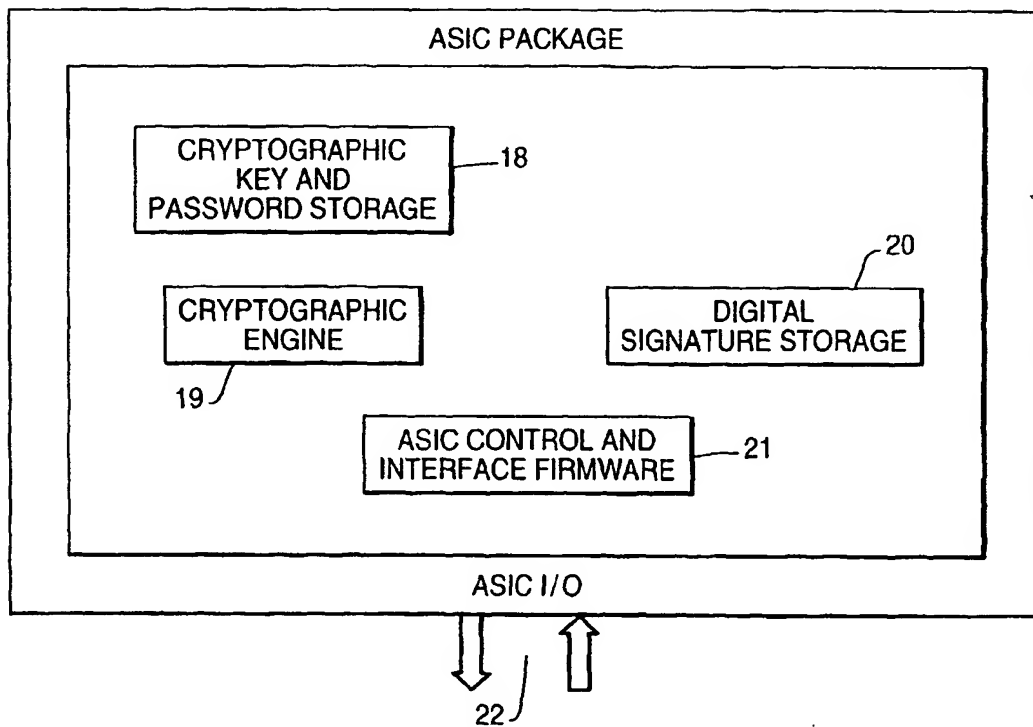 ASIC PACKAGE
CRYPTOGRAPHIC
KEY AND
PASSWORD STORAGE
18
20
CRYPTOGRAPHIC
ENGINE
DIGITAL
SIGNATURE STORAGE
19
ASIC CONTROL AND
INTERFACE FIRMWARE
21
ASIC I/O
22